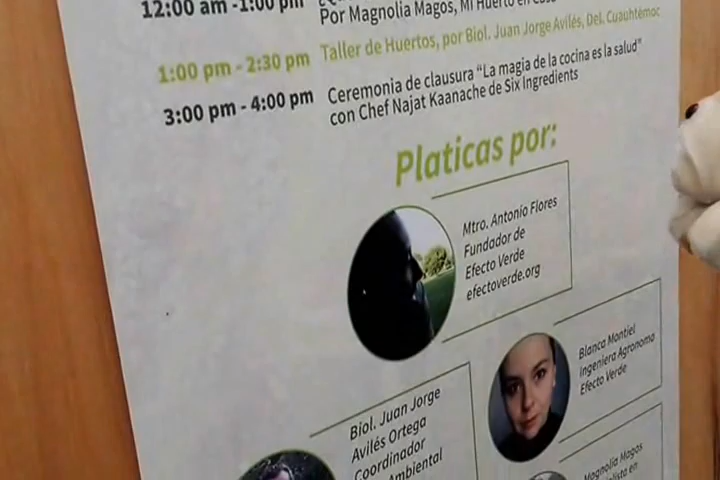 12:00 am -1:00 pm
Por Magnolia Magos, Mi Huerto en Casa
1:00 pm - 2:30 pm Taller de Huertos, por Biol. Juan Jorge Avilés, Del. Cuauhtémoc
3:00 pm - 4:00 pm Ceremonia de clausura “La magia de la cocina es la salud”
con Chef Najat Kaanache de Six Ingredients
Platicas por:
Mtro. Antonio Flores
Fundador de
Efecto Verde
efectoverde.org
Blanca Montiel
Ingeniera Agronomo
Efecto Verde
Biol. Juan Jorge
Avilés Ortega
Coordinador
Ambiental
Magnolia Magos